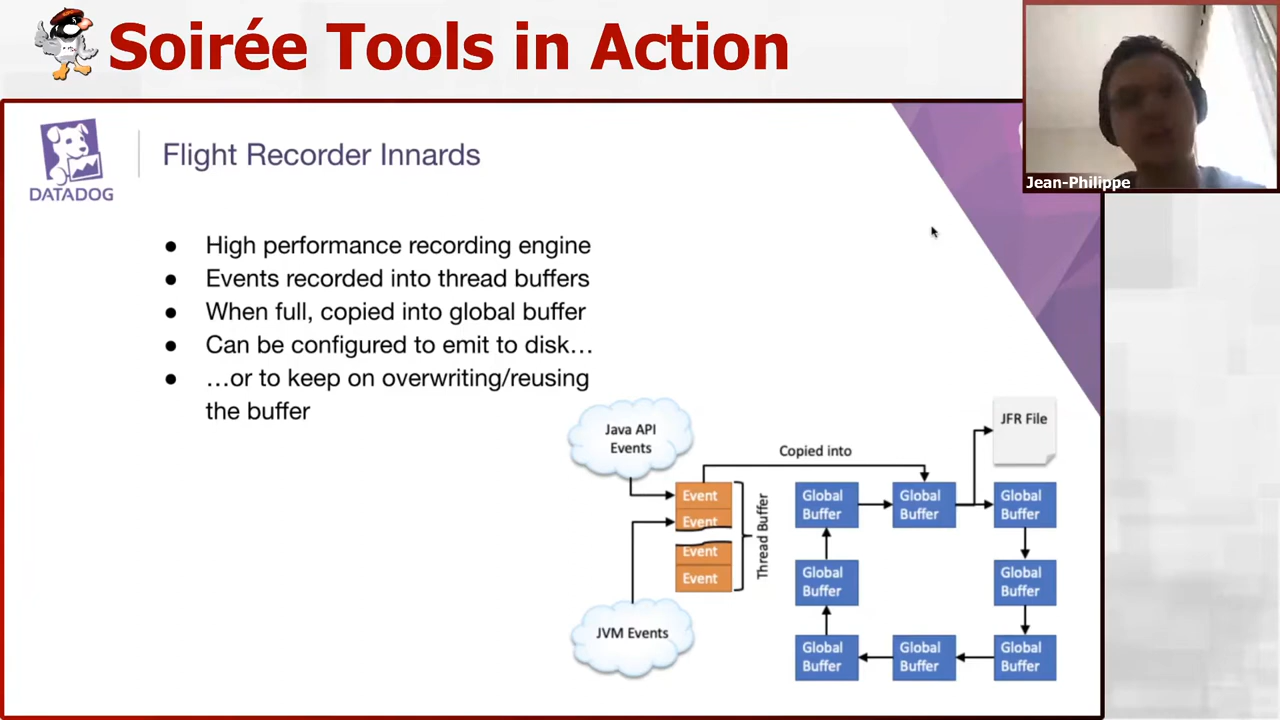 Soirée Tools in Action
Jean-Philippe
DATADOG
Flight Recorder Innards
● High performance recording engine
● Events recorded into thread buffers
● When full, copied into global buffer
● Can be configured to emit to disk…
● …or to keep on overwriting/reusing
the buffer
Java API
Events
Copied into
JFR File
Event
Event
Event
Event
Thread Buffer
JVM Events
Global
Buffer
Global
Buffer
Global
Buffer
Global
Buffer
Global
Buffer
Global
Buffer
Global
Buffer
Global
Buffer